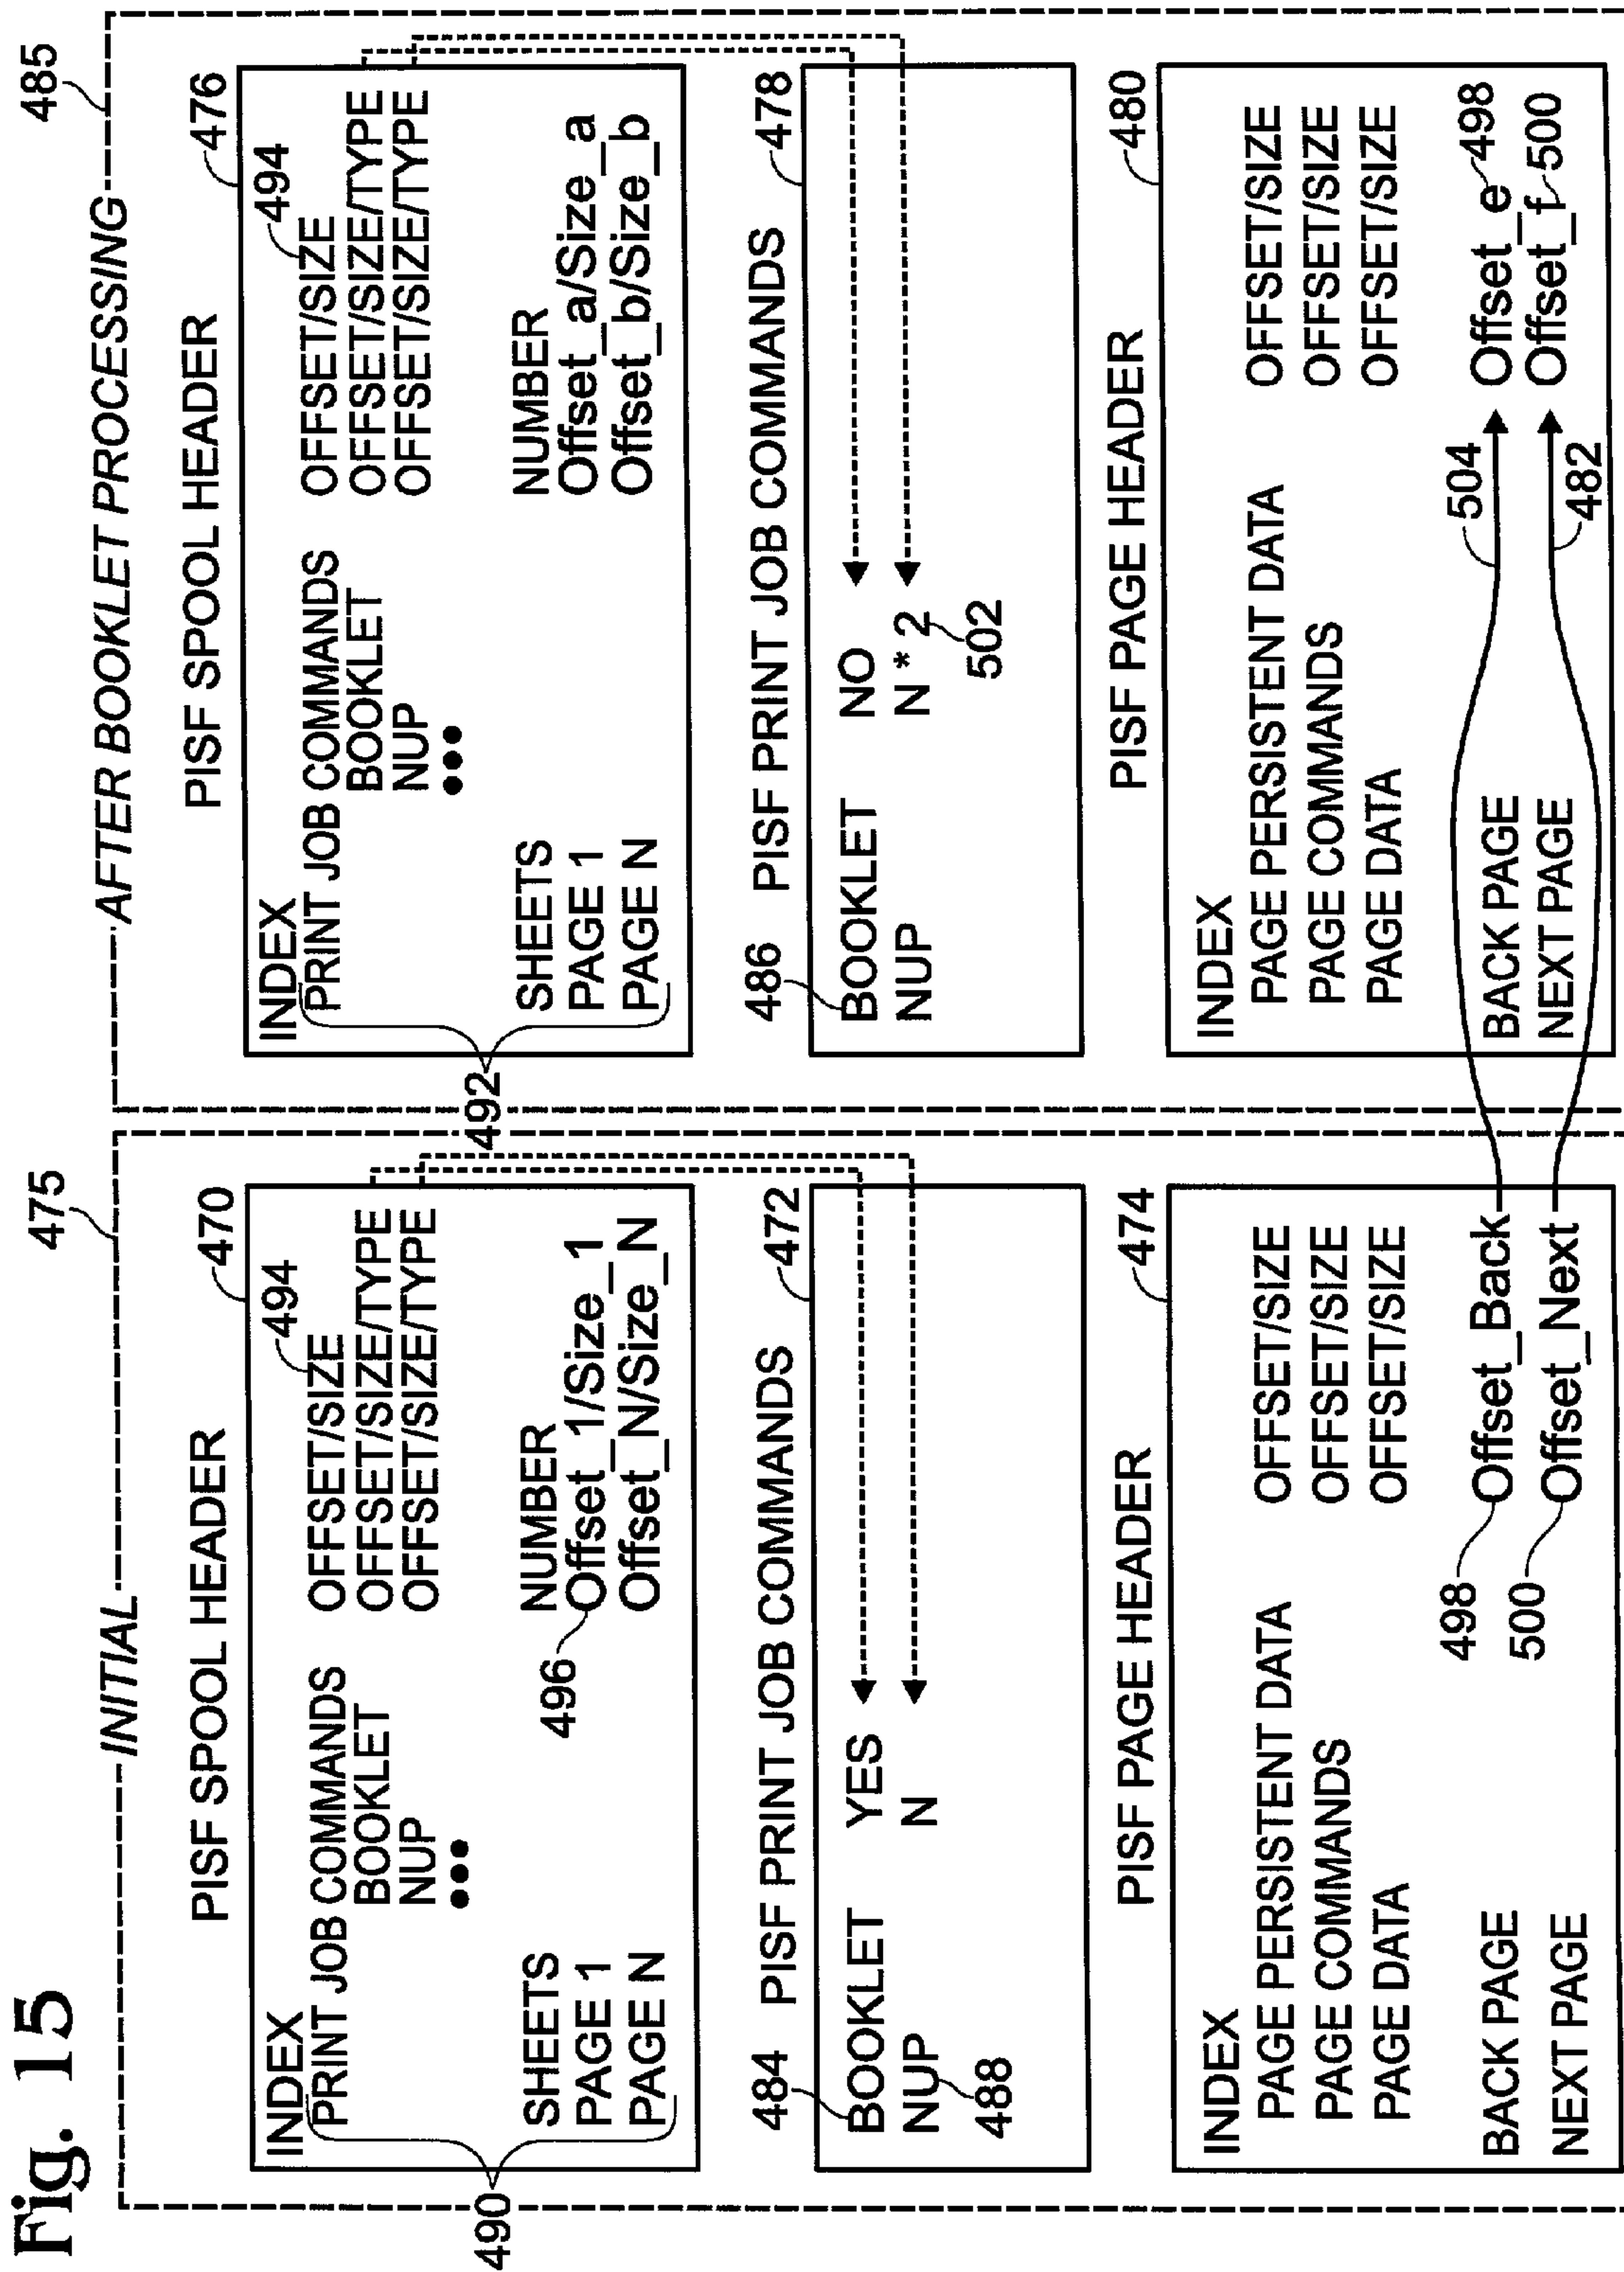 Fig. 15
475
INITIAL
PISF SPOOL HEADER
470
INDEX
494
PRINT JOB COMMANDS OFFSET/SIZE
BOOKLET OFFSET/SIZE/TYPE
NUP OFFSET/SIZE/TYPE
•••
490
SHEETS NUMBER
PAGE 1 Offset_1/Size_1
496
PAGE N Offset_N/Size_N
484
PISF PRINT JOB COMMANDS
472
BOOKLET YES
NUP N
488
PISF PAGE HEADER
474
INDEX
PAGE PERSISTENT DATA OFFSET/SIZE
PAGE COMMANDS OFFSET/SIZE
PAGE DATA OFFSET/SIZE
498
BACK PAGE Offset_Back
500
NEXT PAGE Offset_Next
485
AFTER BOOKLET PROCESSING
PISF SPOOL HEADER
476
INDEX
494
PRINT JOB COMMANDS OFFSET/SIZE
BOOKLET OFFSET/SIZE/TYPE
NUP OFFSET/SIZE/TYPE
•••
492
SHEETS NUMBER
PAGE 1 Offset_a/Size_a
PAGE N Offset_b/Size_b
486
PISF PRINT JOB COMMANDS
478
BOOKLET NO
NUP N * 2
502
PISF PAGE HEADER
480
INDEX
PAGE PERSISTENT DATA OFFSET/SIZE
PAGE COMMANDS OFFSET/SIZE
PAGE DATA OFFSET/SIZE
504
BACK PAGE Offset_e 498
NEXT PAGE Offset_f 500
482